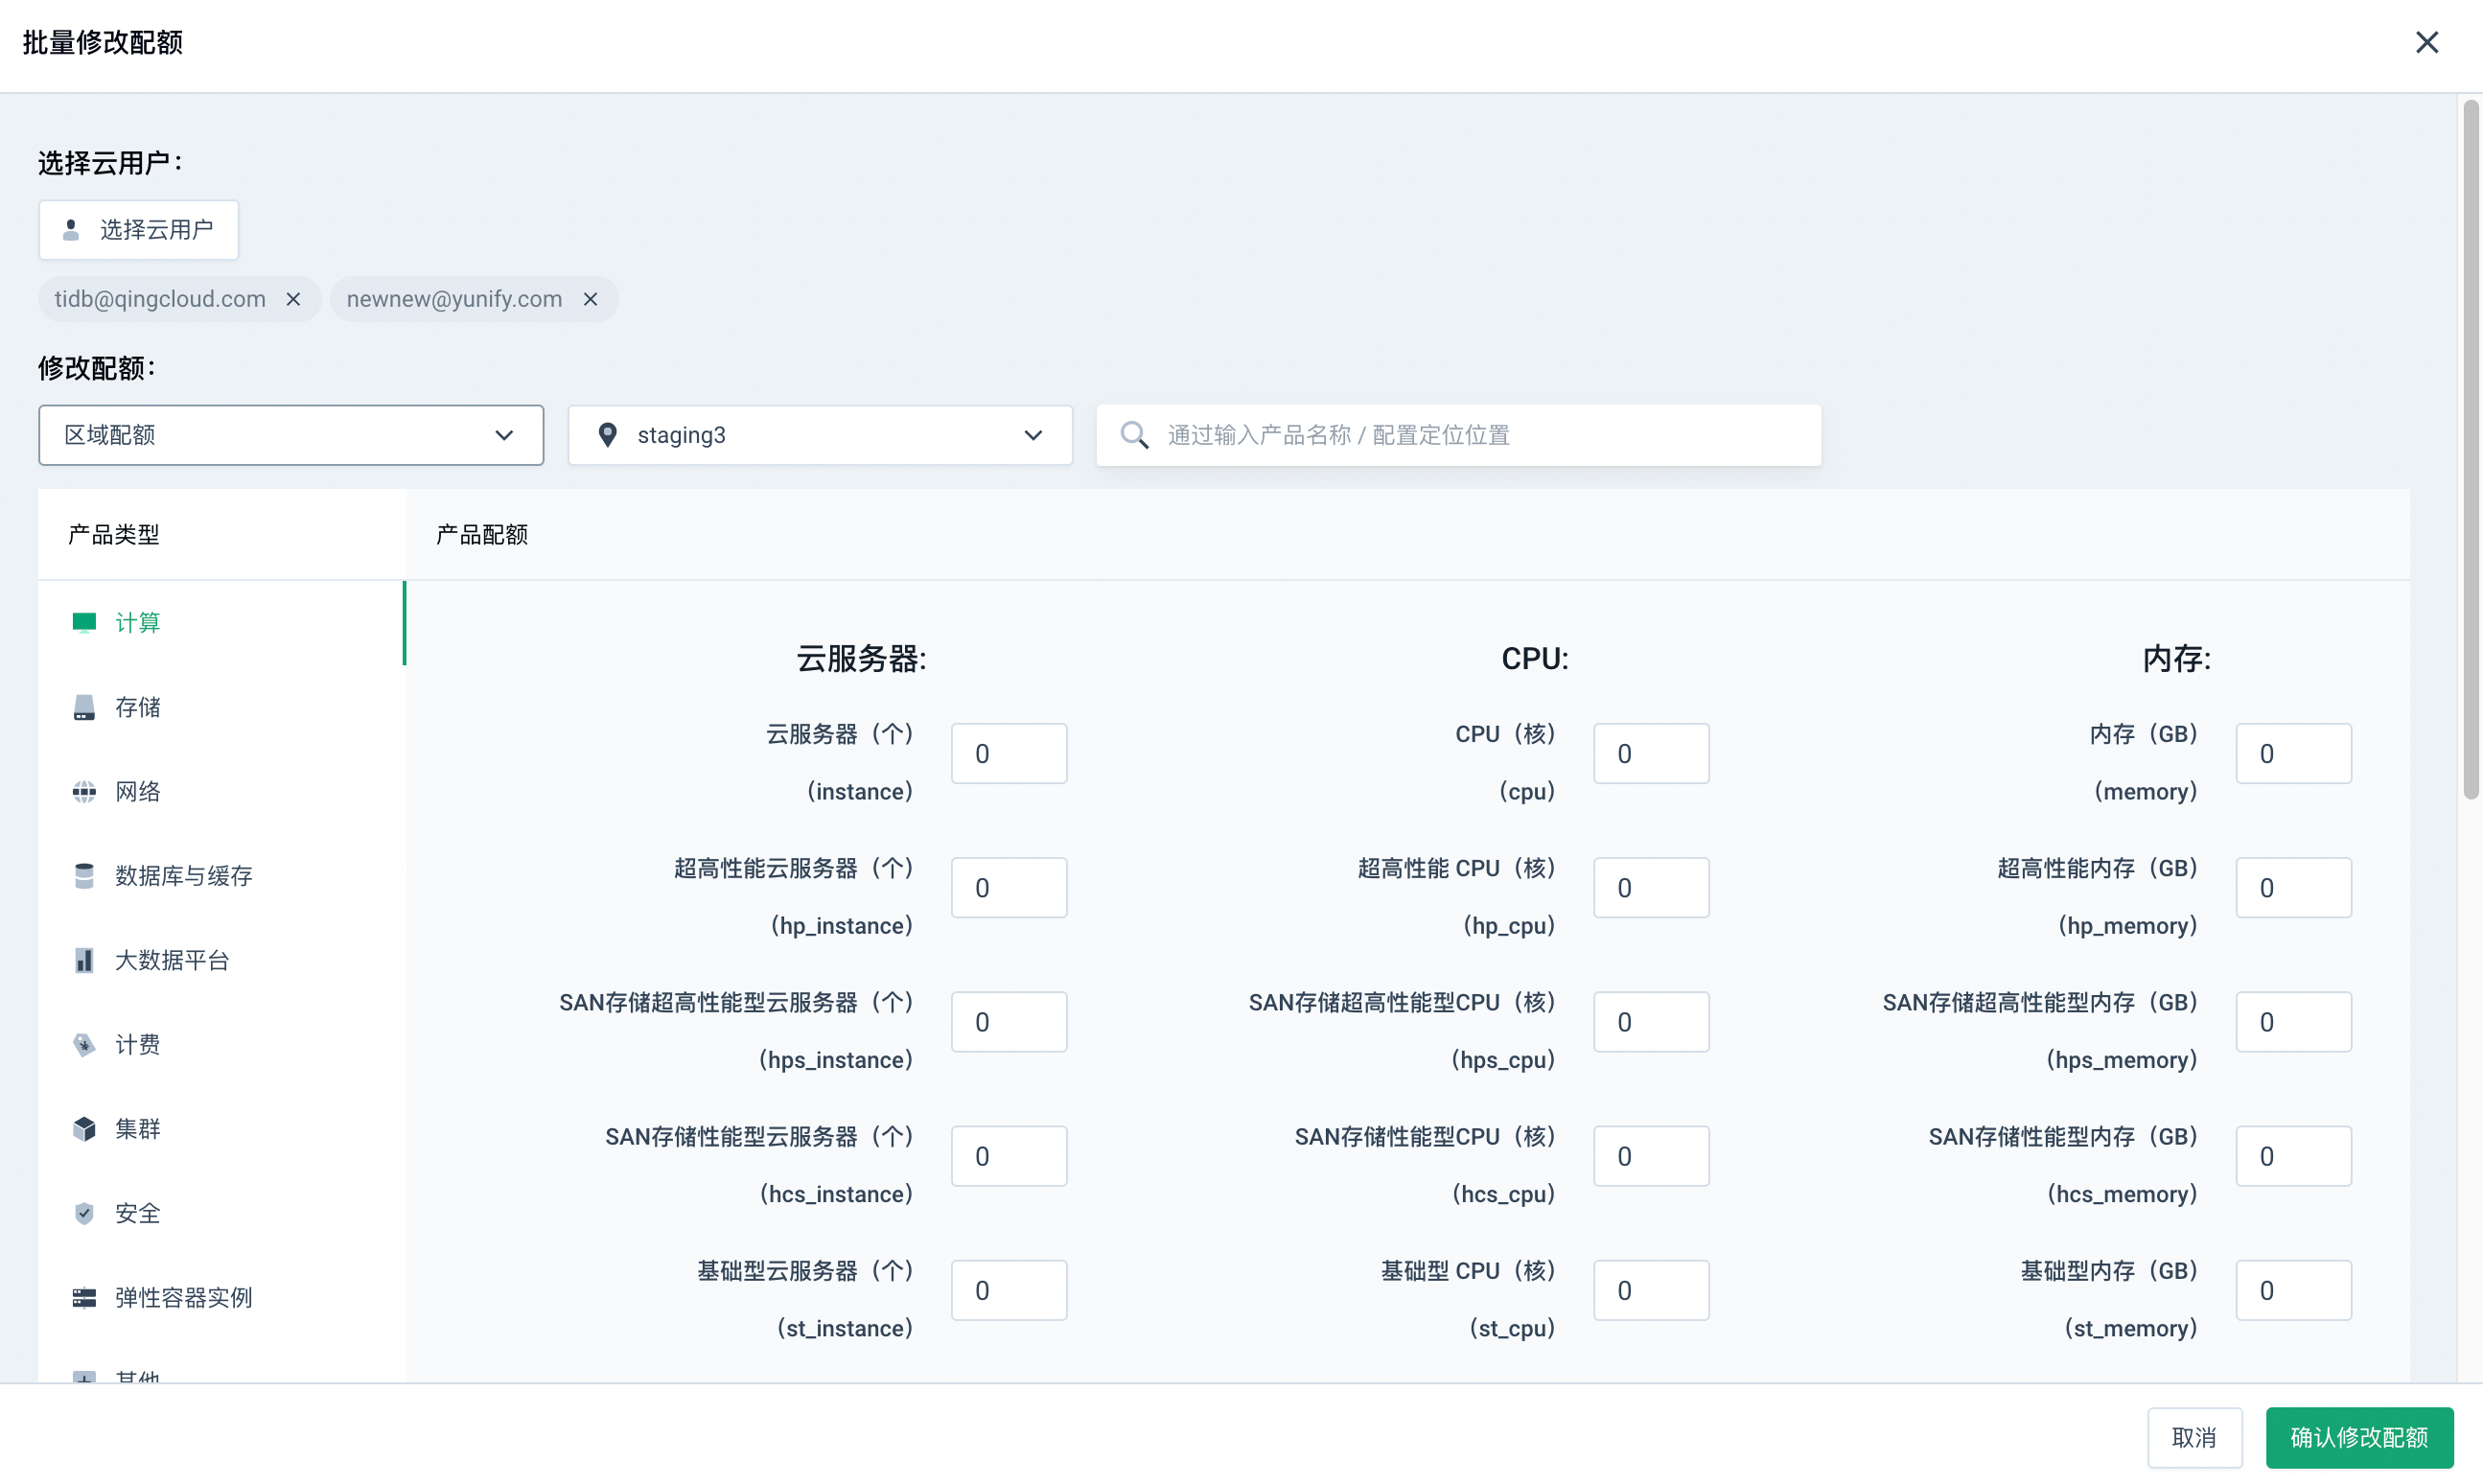 批量修改配额
选择云用户：
选择云用户
tidb@qingcloud.com
newnew@yunify.com
修改配额：
区域配额
staging3
通过输入产品名称 / 配置定位位置
产品类型
产品配额
计算
存储
网络
数据库与缓存
大数据平台
计费
集群
安全
弹性容器实例
其他
云服务器:
CPU:
内存:
云服务器（个）
（instance）
0
CPU（核）
（cpu）
0
内存（GB）
（memory）
0
超高性能云服务器（个）
（hp_instance）
0
超高性能 CPU（核）
（hp_cpu）
0
超高性能内存（GB）
（hp_memory）
0
SAN存储超高性能型云服务器（个）
（hps_instance）
0
SAN存储超高性能型CPU（核）
（hps_cpu）
0
SAN存储超高性能型内存（GB）
（hps_memory）
0
SAN存储性能型云服务器（个）
（hcs_instance）
0
SAN存储性能型CPU（核）
（hcs_cpu）
0
SAN存储性能型内存（GB）
（hcs_memory）
0
基础型云服务器（个）
（st_instance）
0
基础型 CPU（核）
（st_cpu）
0
基础型内存（GB）
（st_memory）
0
取消
确认修改配额